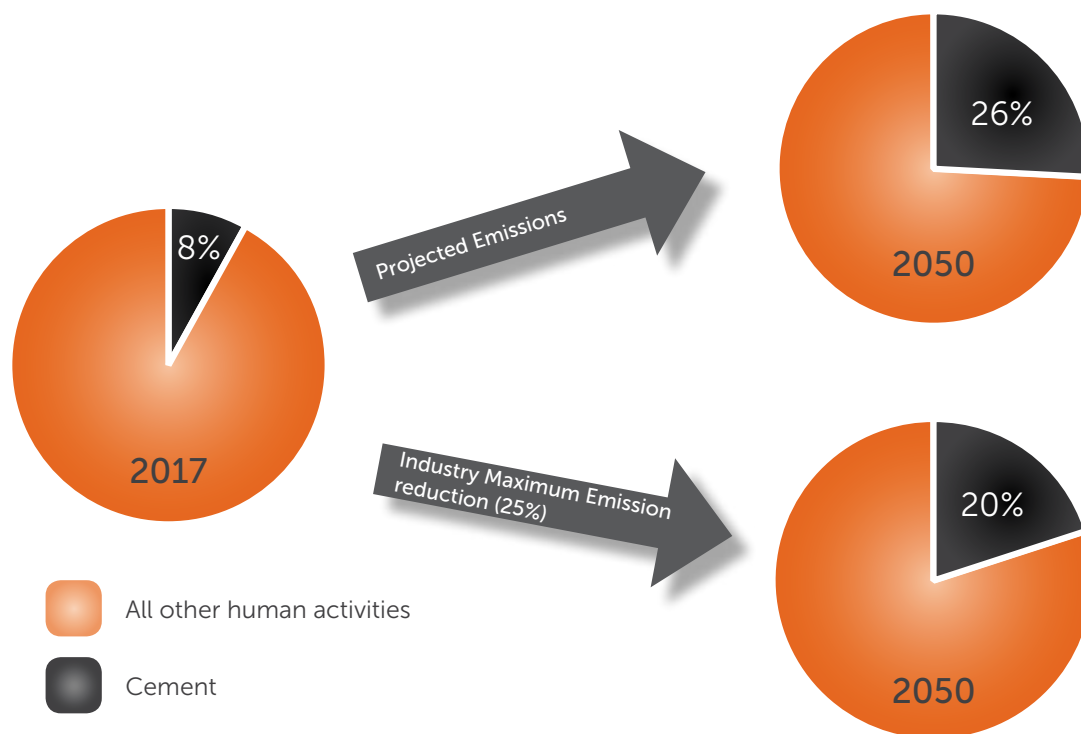 8%
2017
Projected Emissions
26%
2050
Industry Maximum Emission
reduction (25%)
20%
2050
All other human activities
Cement